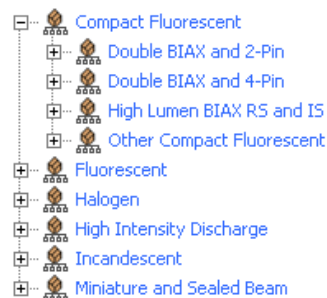 Compact Fluorescent
Double BIAX and 2-Pin
Double BIAX and 4-Pin
High Lumen BIAX RS and IS
Other Compact Fluorescent
Fluorescent
Halogen
High Intensity Discharge
Incandescent
Miniature and Sealed Beam